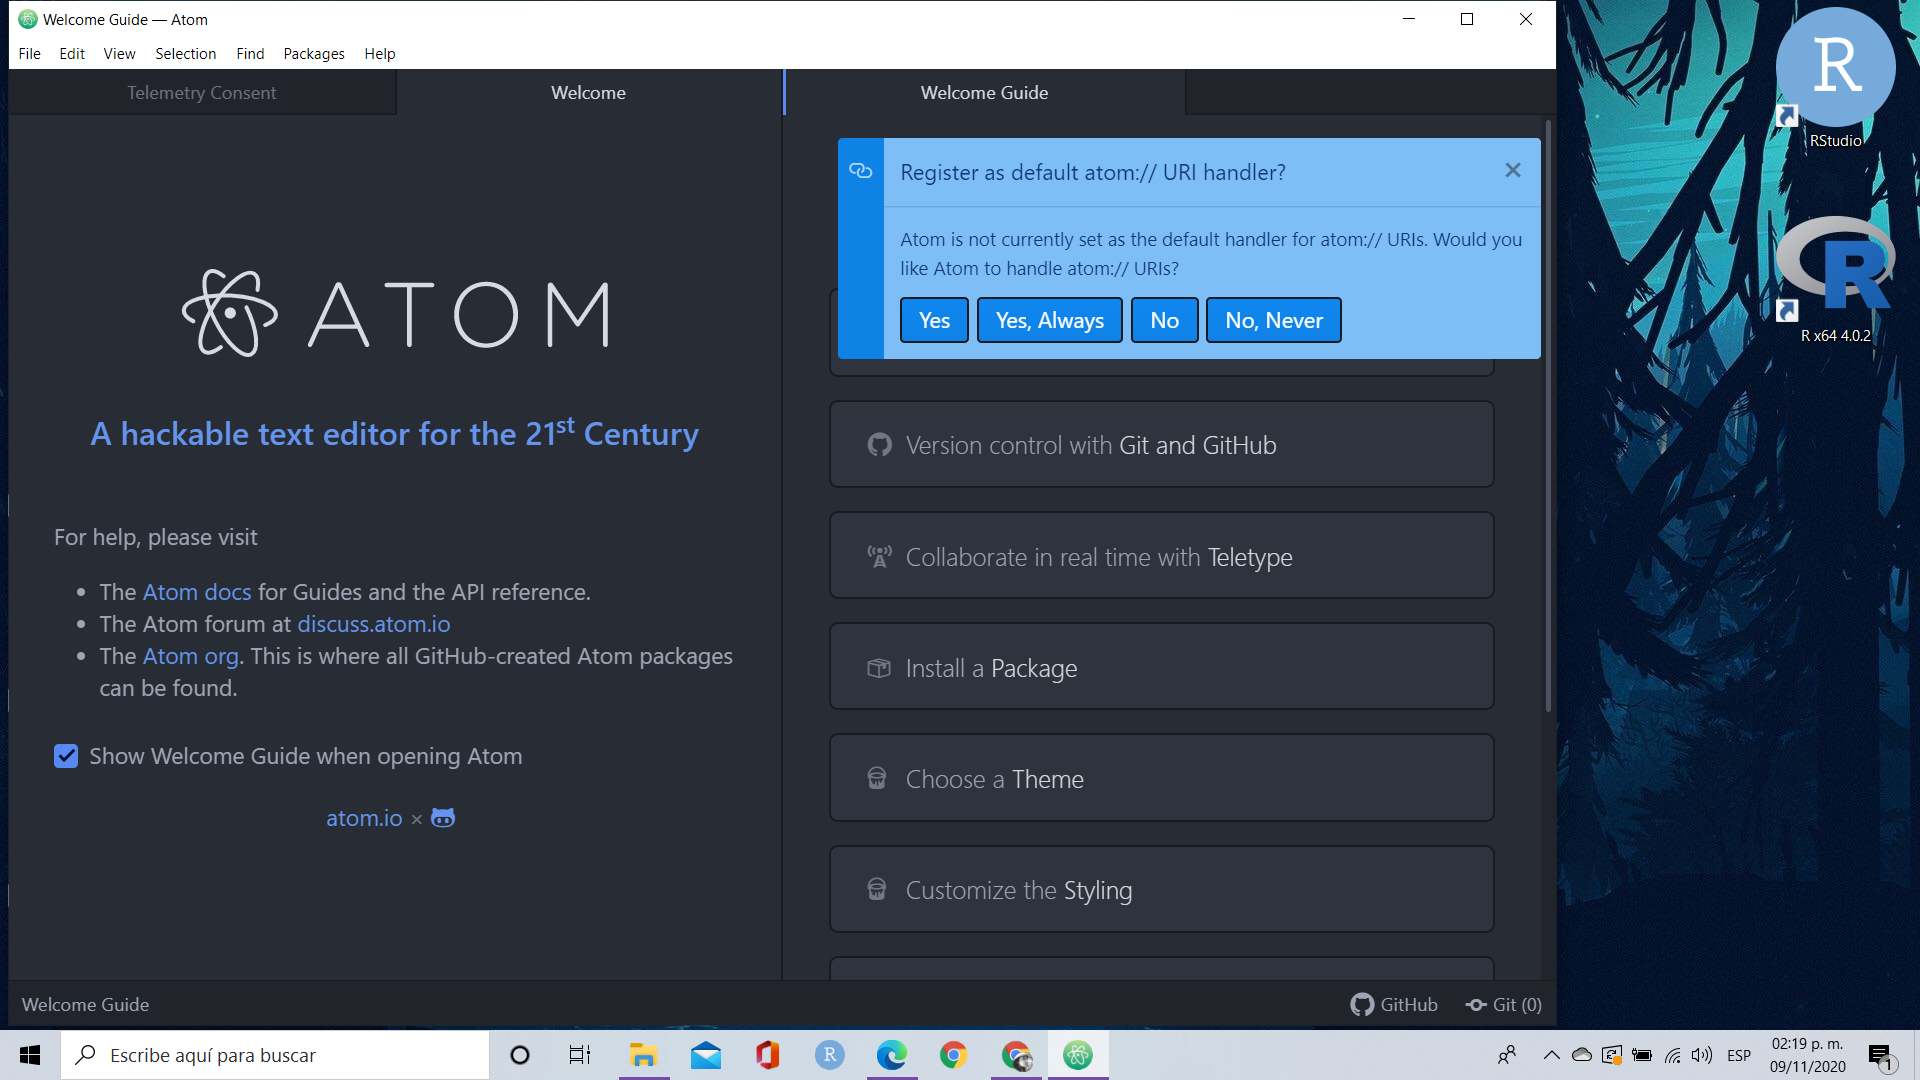 Welcome Guide — Atom
File Edit View Selection Find Packages Help
Telemetry Consent
Welcome
Welcome Guide
ATOM
A hackable text editor for the 21st Century
For help, please visit
• The Atom docs for Guides and the API reference.
• The Atom forum at discuss.atom.io
• The Atom org. This is where all GitHub-created Atom packages
can be found.
Show Welcome Guide when opening Atom
atom.io ×
Register as default atom:// URI handler?
Atom is not currently set as the default handler for atom:// URIs. Would you
like Atom to handle atom:// URIs?
Yes
Yes, Always
No
No, Never
Version control with Git and GitHub
Collaborate in real time with Teletype
Install a Package
Choose a Theme
Customize the Styling
Welcome Guide
GitHub
Git (0)
R
RStudio
R
R x64 4.0.2
Escribe aquí para buscar
R
ESP
02:19 p. m.
09/11/2020
1